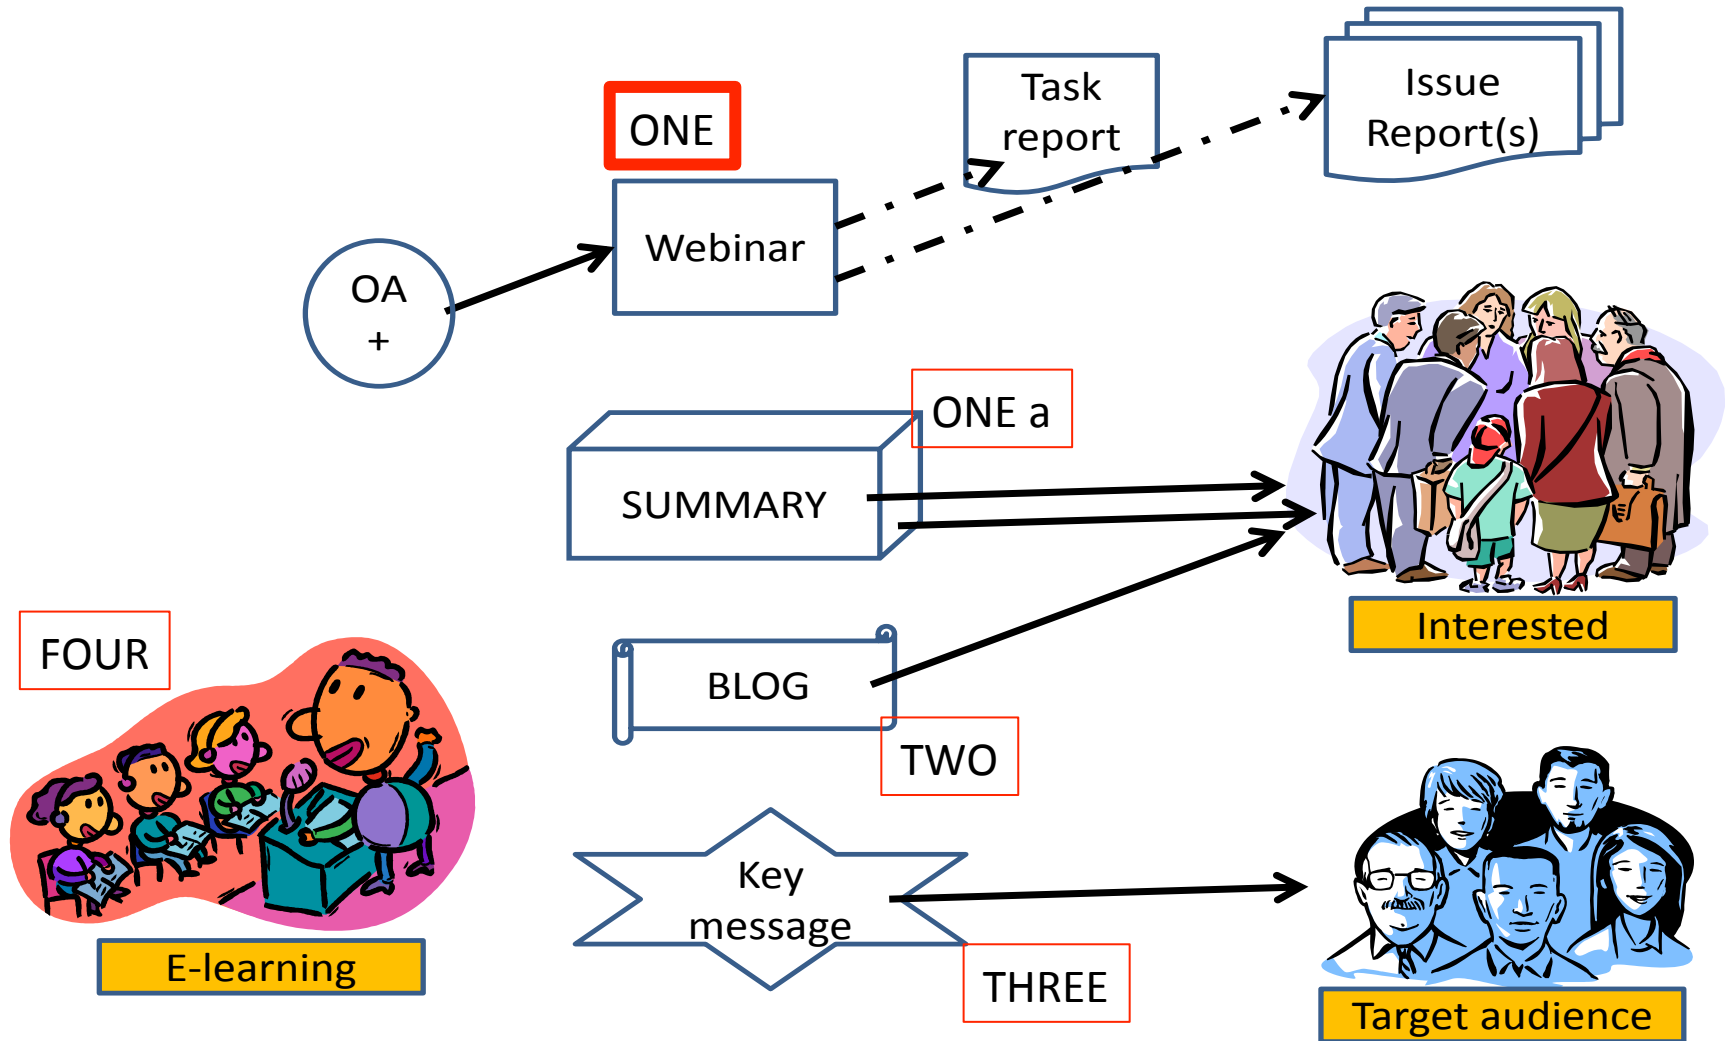 ONE
Task
report
Issue
Report(s)
Webinar
OA
+
ONE a
SUMMARY
Interested
FOUR
BLOG
TWO
Key
message
E-learning
THREE
Target audience